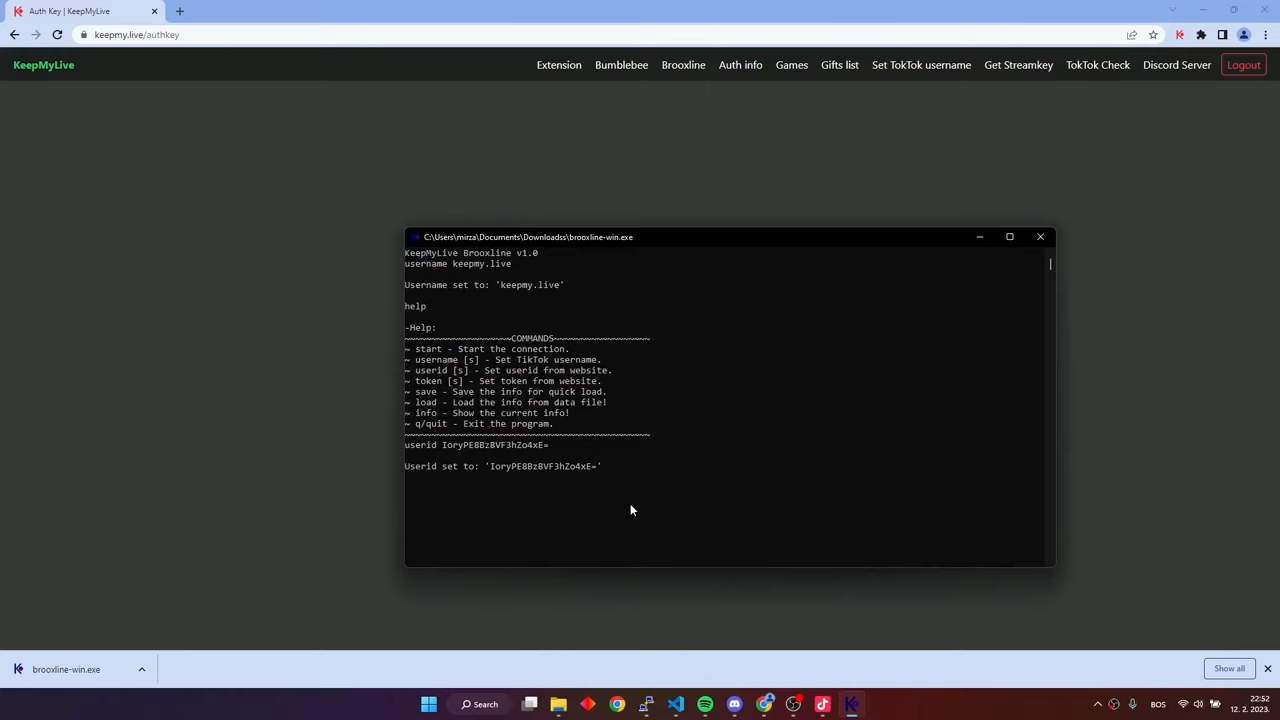 Auth Key | KeepMyLive
keepmy.live/authkey
KeepMyLive
Extension Bumblebee Brooxline Auth info Games Gifts list Set TokTok username Get Streamkey TokTok Check Discord Server Logout
C:\Users\mirza\Documents\Downloadss\brooxline-win.exe
KeepMyLive Brooxline v1.0
username keepmy.live
Username set to: 'keepmy.live'
help
-Help:
~~~~~~~~~~~~~~~~~~~~COMMANDS~~~~~~~~~~~~~~~~~~
~ start - Start the connection.
~ username [s] - Set TikTok username.
~ userid [s] - Set userid from website.
~ token [s] - Set token from website.
~ save - Save the info for quick load.
~ load - Load the info from data file!
~ info - Show the current info!
~ q/quit - Exit the program.
~~~~~~~~~~~~~~~~~~~~~~~~~~~~~~~~~~~~~~~~~~~~~~
userid IoryPE8BzBVF3hZo4xE=
Userid set to: 'IoryPE8BzBVF3hZo4xE='
brooxline-win.exe
Show all
Search
BOS
22:52
12. 2. 2023.